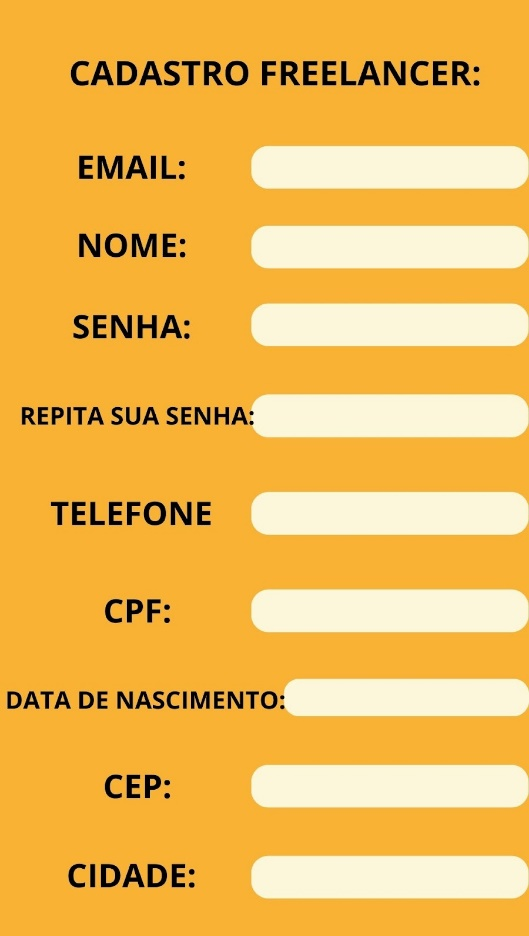 CADASTRO FREELANCER:
EMAIL:
NOME:
SENHA:
REPITA SUA SENHA:
TELEFONE
CPF:
DATA DE NASCIMENTO:
CEP:
CIDADE: